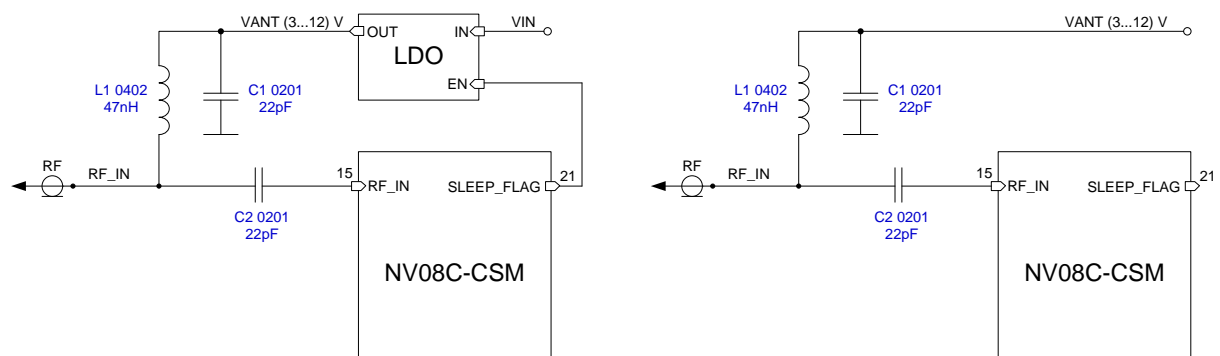 VANT (3...12) V
OUT
IN
VIN
LDO
EN
L1 0402
47nH
C1 0201
22pF
RF
RF_IN
15
RF_IN
SLEEP_FLAG
21
C2 0201
22pF
NV08C-CSM
VANT (3...12) V
L1 0402
47nH
C1 0201
22pF
RF
RF_IN
15
RF_IN
SLEEP_FLAG
21
C2 0201
22pF
NV08C-CSM